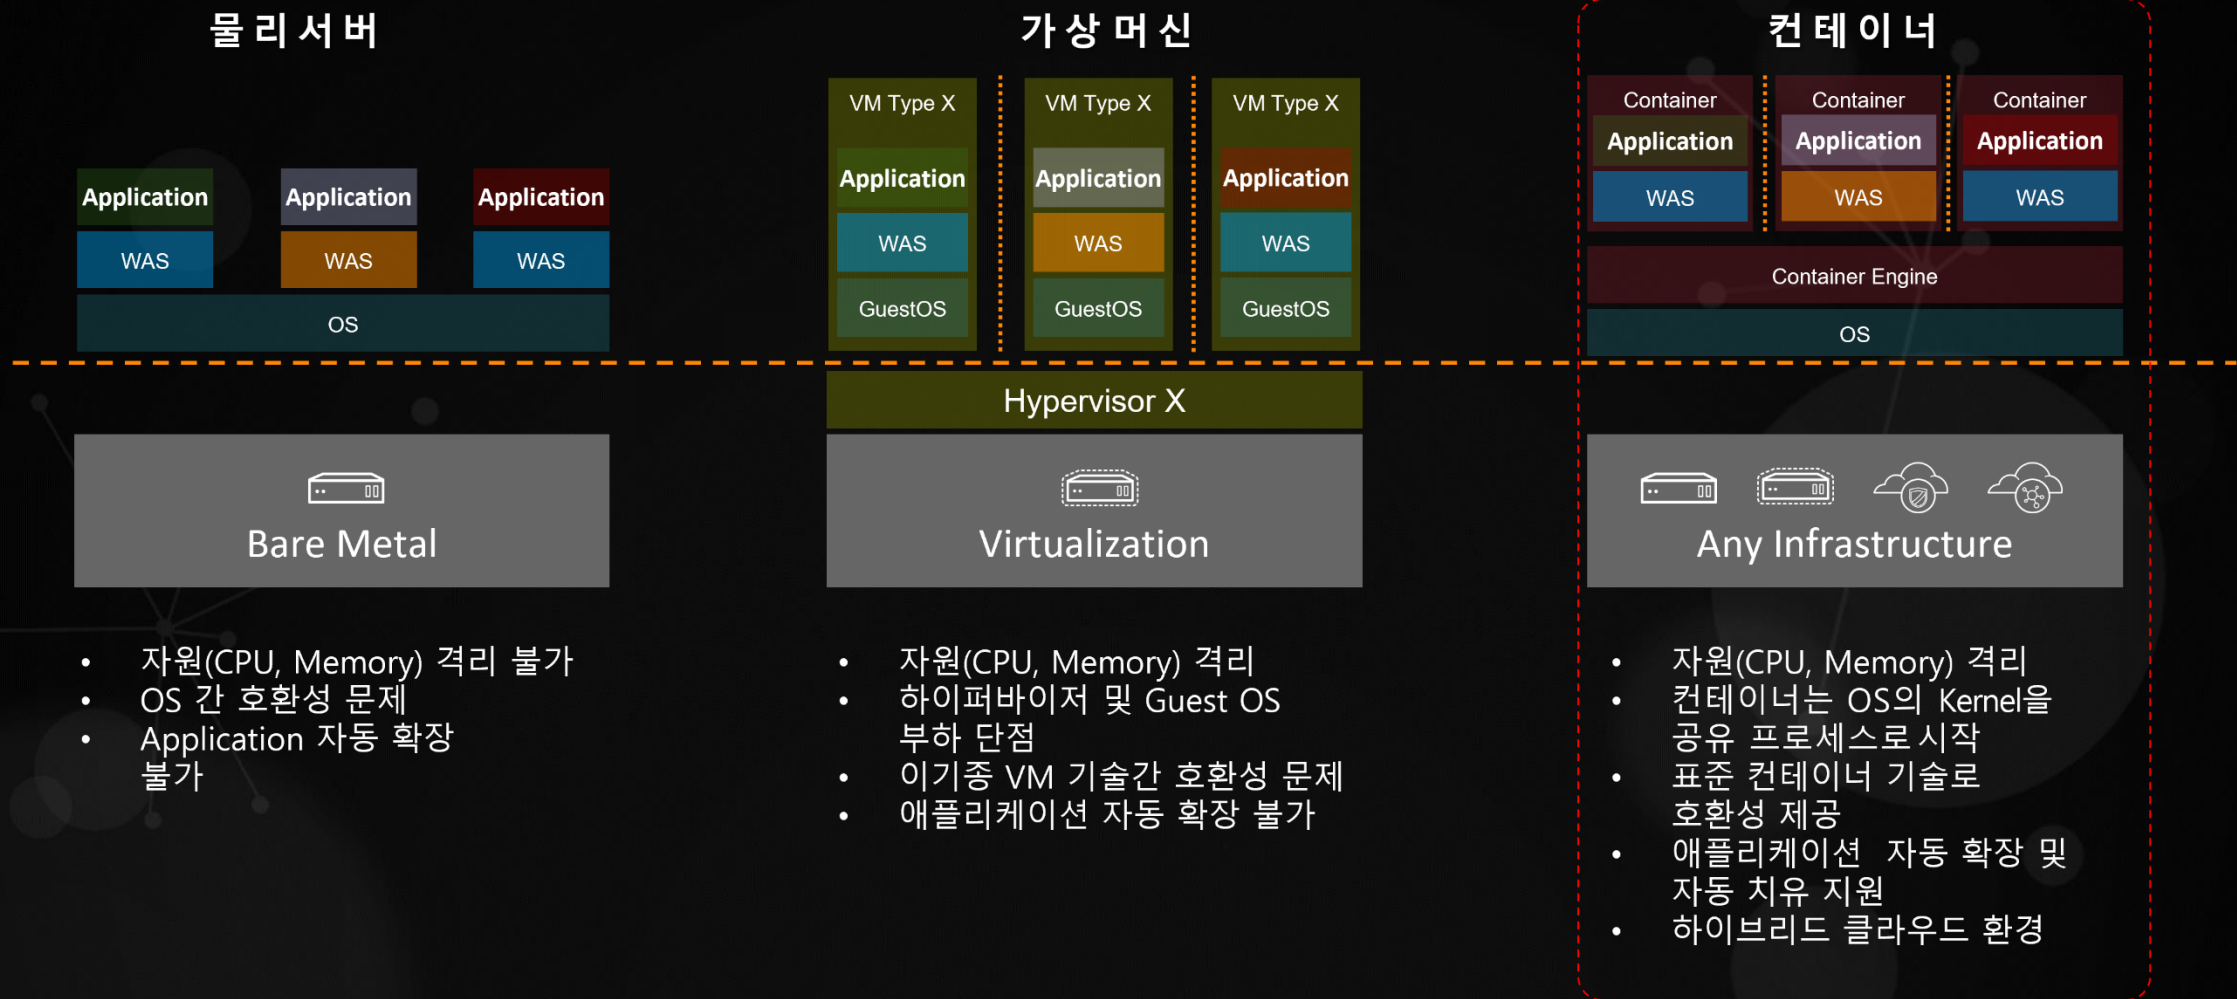 물리서버
Application
Application
Application
WAS
WAS
WAS
OS
Bare Metal
• 자원(CPU, Memory) 격리 불가
• OS 간 호환성 문제
• Application 자동 확장
불가
가상머신
VM Type X
VM Type X
VM Type X
Application
Application
Application
WAS
WAS
WAS
GuestOS
GuestOS
GuestOS
Hypervisor X
Virtualization
• 자원(CPU, Memory) 격리
• 하이퍼바이저 및 Guest OS
부하 단점
• 이기종 VM 기술간 호환성 문제
• 애플리케이션 자동 확장 불가
컨테이너
Container
Container
Container
Application
Application
Application
WAS
WAS
WAS
Container Engine
OS
Any Infrastructure
• 자원(CPU, Memory) 격리
• 컨테이너는 OS의 Kernel을
공유 프로세스로 시작
• 표준 컨테이너 기술로
호환성 제공
• 애플리케이션 자동 확장 및
자동 치유 지원
• 하이브리드 클라우드 환경